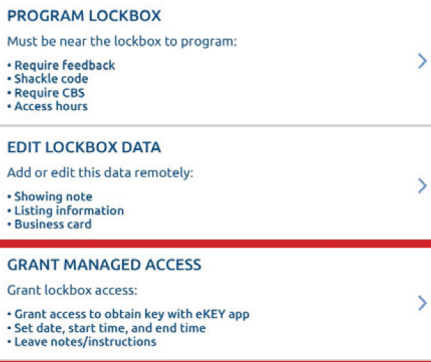 PROGRAM LOCKBOX
Must be near the lockbox to program:
• Require feedback
• Shackle code
• Require CBS
• Access hours
EDIT LOCKBOX DATA
Add or edit this data remotely:
• Showing note
• Listing information
• Business card
GRANT MANAGED ACCESS
Grant lockbox access:
• Grant access to obtain key with eKEY app
• Set date, start time, and end time
• Leave notes/instructions